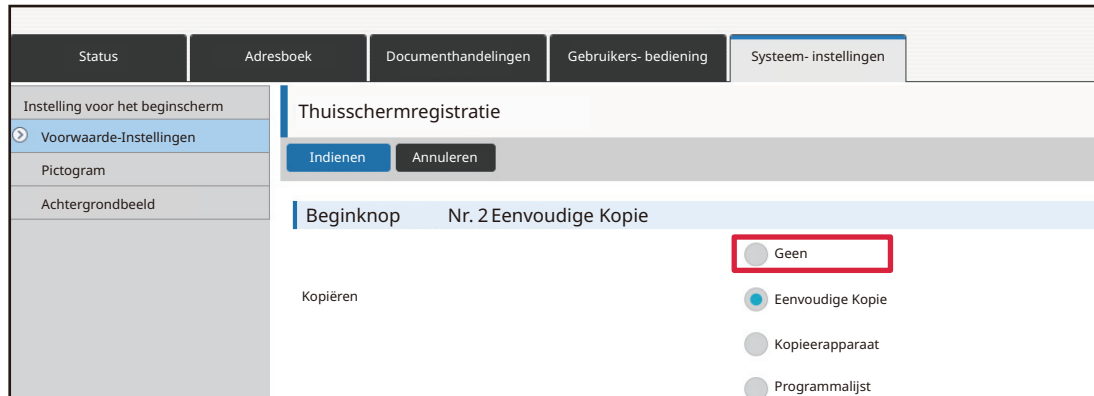 Status Adresboek Documenthandelingen Gebruikers- bediening Systeem- instellingen
Instelling voor het beginscherm
Voorwaarde-Instellingen
Pictogram
Achtergrondbeeld
Thuisschermregistratie
Indienen Annuleren
Beginknop Nr. 2 Eenvoudige Kopie
Geen
Kopiëren Eenvoudige Kopie
Kopieerapparaat
Programmalijst